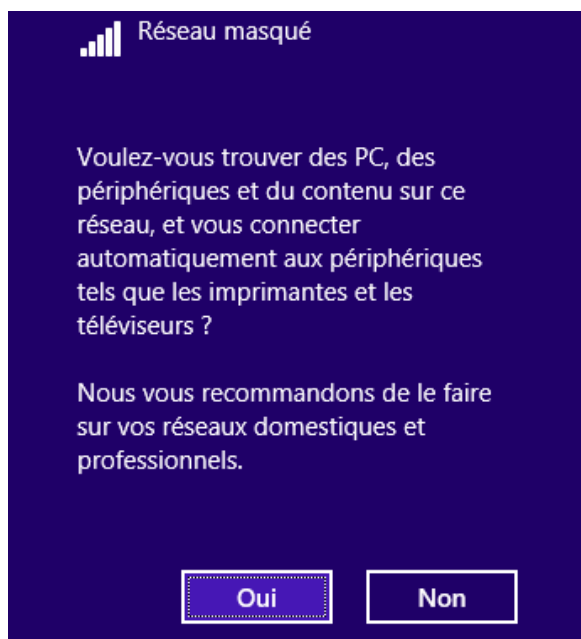 Réseau masqué
Voulez-vous trouver des PC, des
périphériques et du contenu sur ce
réseau, et vous connecter
automatiquement aux périphériques
tels que les imprimantes et les
téléviseurs ?
Nous vous recommandons de le faire
sur vos réseaux domestiques et
professionnels.
Oui Non